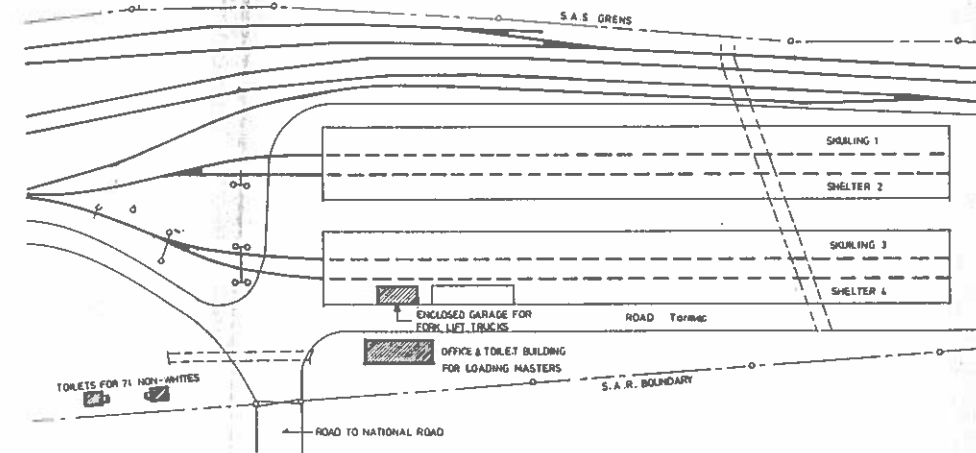 S.A.S GRENS
SKUILING 1
SHELTER 2
SKUILING 3
SHELTER 4
ENCLOSED GARAGE FOR
FORK LIFT TRUCKS
ROAD Tarmac
OFFICE & TOILET BUILDING
FOR LOADING MASTERS
TOILETS FOR 71 NON-WHITES
S.A.R. BOUNDARY
ROAD TO NATIONAL ROAD